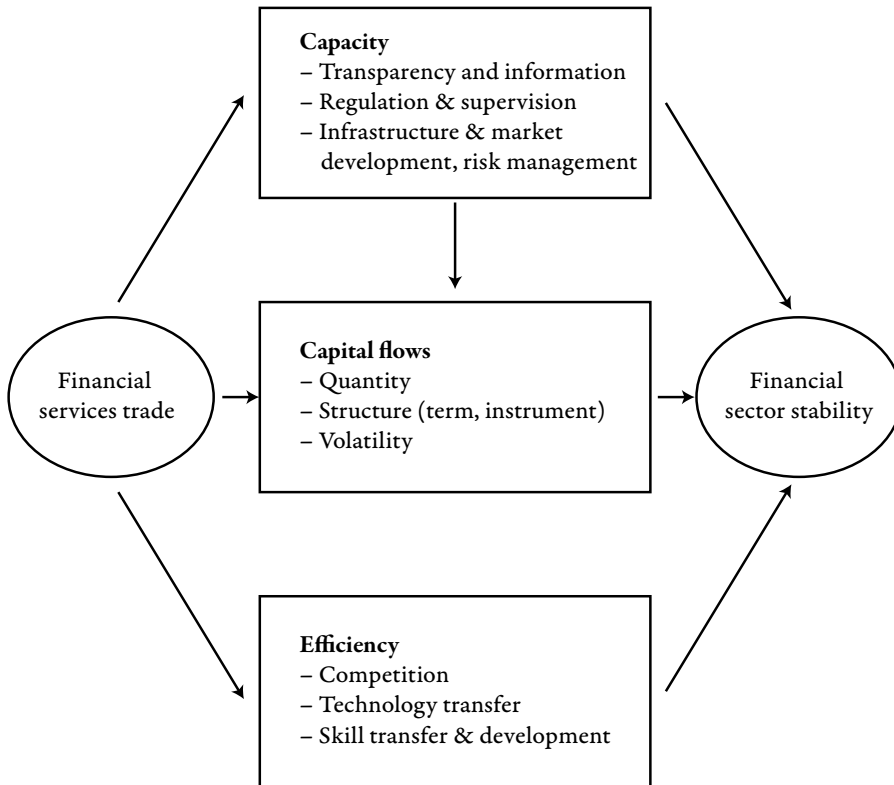 Capacity
– Transparency and information
– Regulation & supervision
– Infrastructure & market
development, risk management
Financial
services trade
Capital flows
– Quantity
– Structure (term, instrument)
– Volatility
Financial
sector stability
Efficiency
– Competition
– Technology transfer
– Skill transfer & development